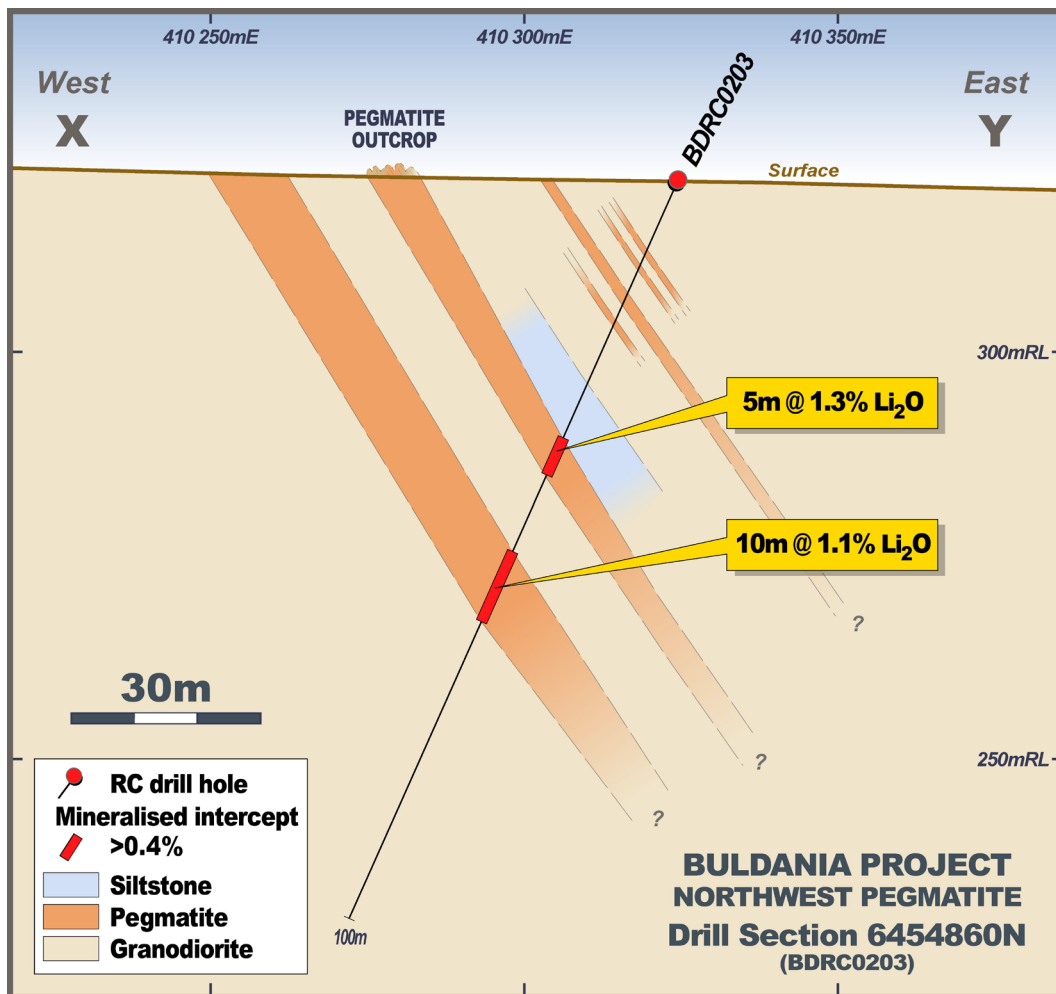 410 250mE
410 300mE
410 350mE
West
X
East
Y
PEGMATITE
OUTCROP
BDRC0203
Surface
300mRL
5m @ 1.3% Li₂O
10m @ 1.1% Li₂O
?
30m
250mRL
?
?
RC drill hole
Mineralised intercept
>0.4%
Siltstone
Pegmatite
Granodiorite
100m
BULDANIA PROJECT
NORTHWEST PEGMATITE
Drill Section 6454860N
(BDRC0203)